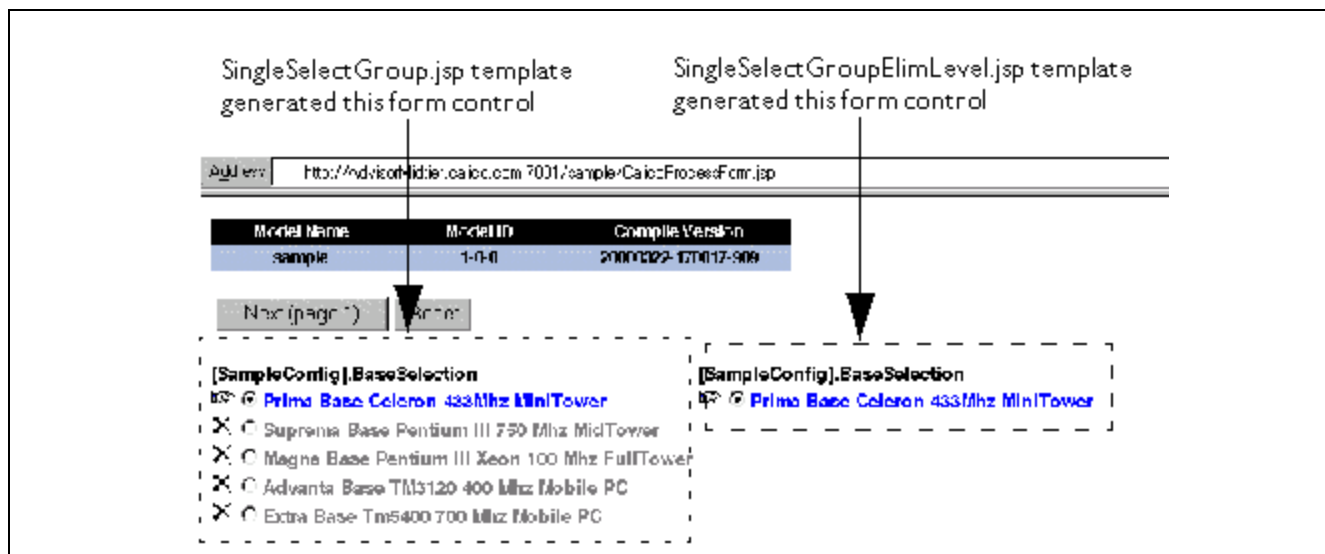 SingleSelectGroup.jsp template
generated this form control
SingleSelectGroupElimLevel.jsp template
generated this form control
Address
Model Name Model ID Compile Version
sample 1-0-0
Next (page 1) Reset
[SampleConfig].BaseSelection
Prima Base Celeron 433Mhz MiniTower
Suprema Base Pentium III 750 Mhz MidTower
Magna Base Pentium III Xeon 100 Mhz FullTower
Advanta Base TM3120 400 Mhz Mobile PC
Extra Base Tm5400 700 Mhz Mobile PC
[SampleConfig].BaseSelection
Prima Base Celeron 433Mhz MiniTower